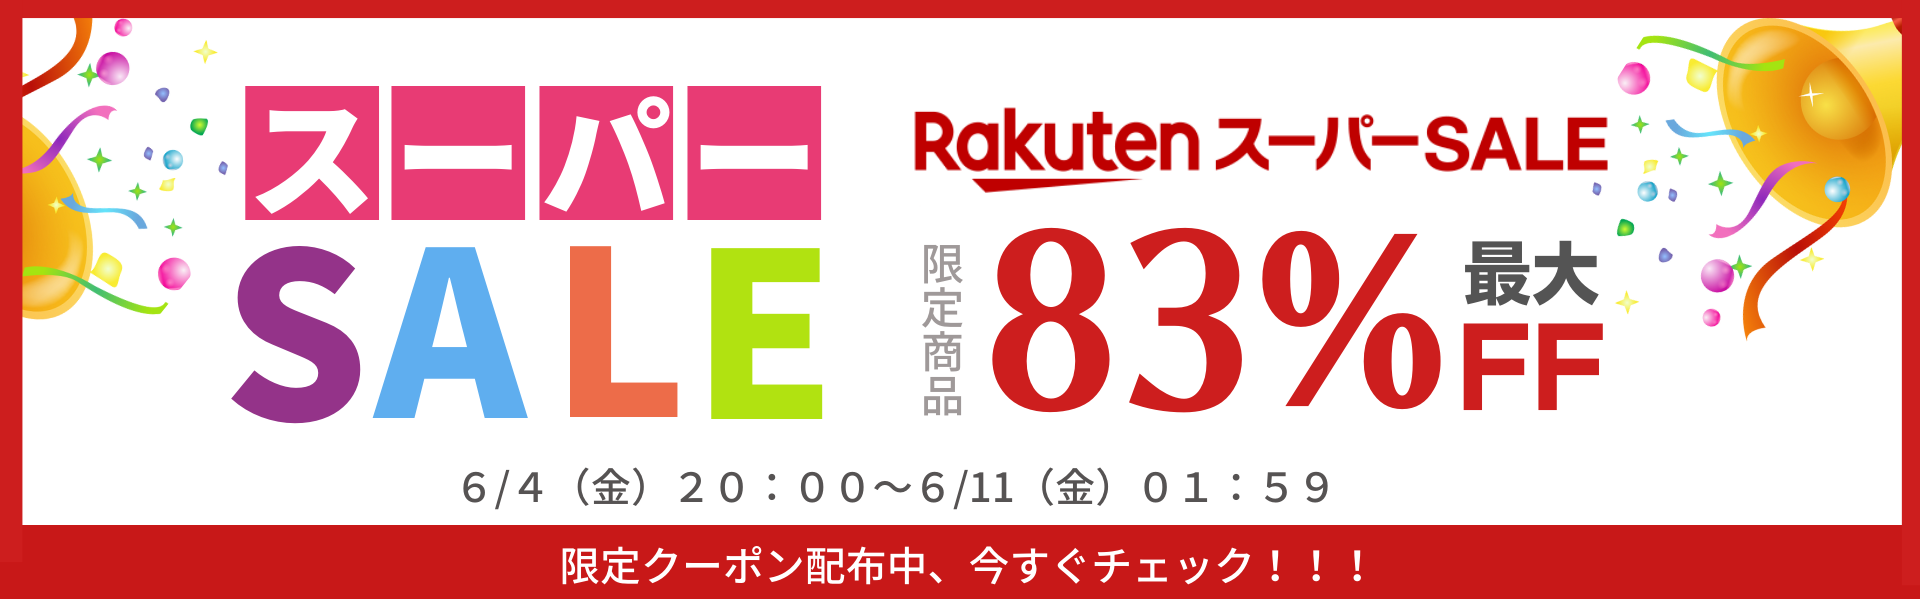 スーパー
SALE
Rakuten スーパーSALE
限定商品
83%
最大
FF
６/４（金）２０：００～６/11（金）０１：５９
限定クーポン配布中、今すぐチェック！！！